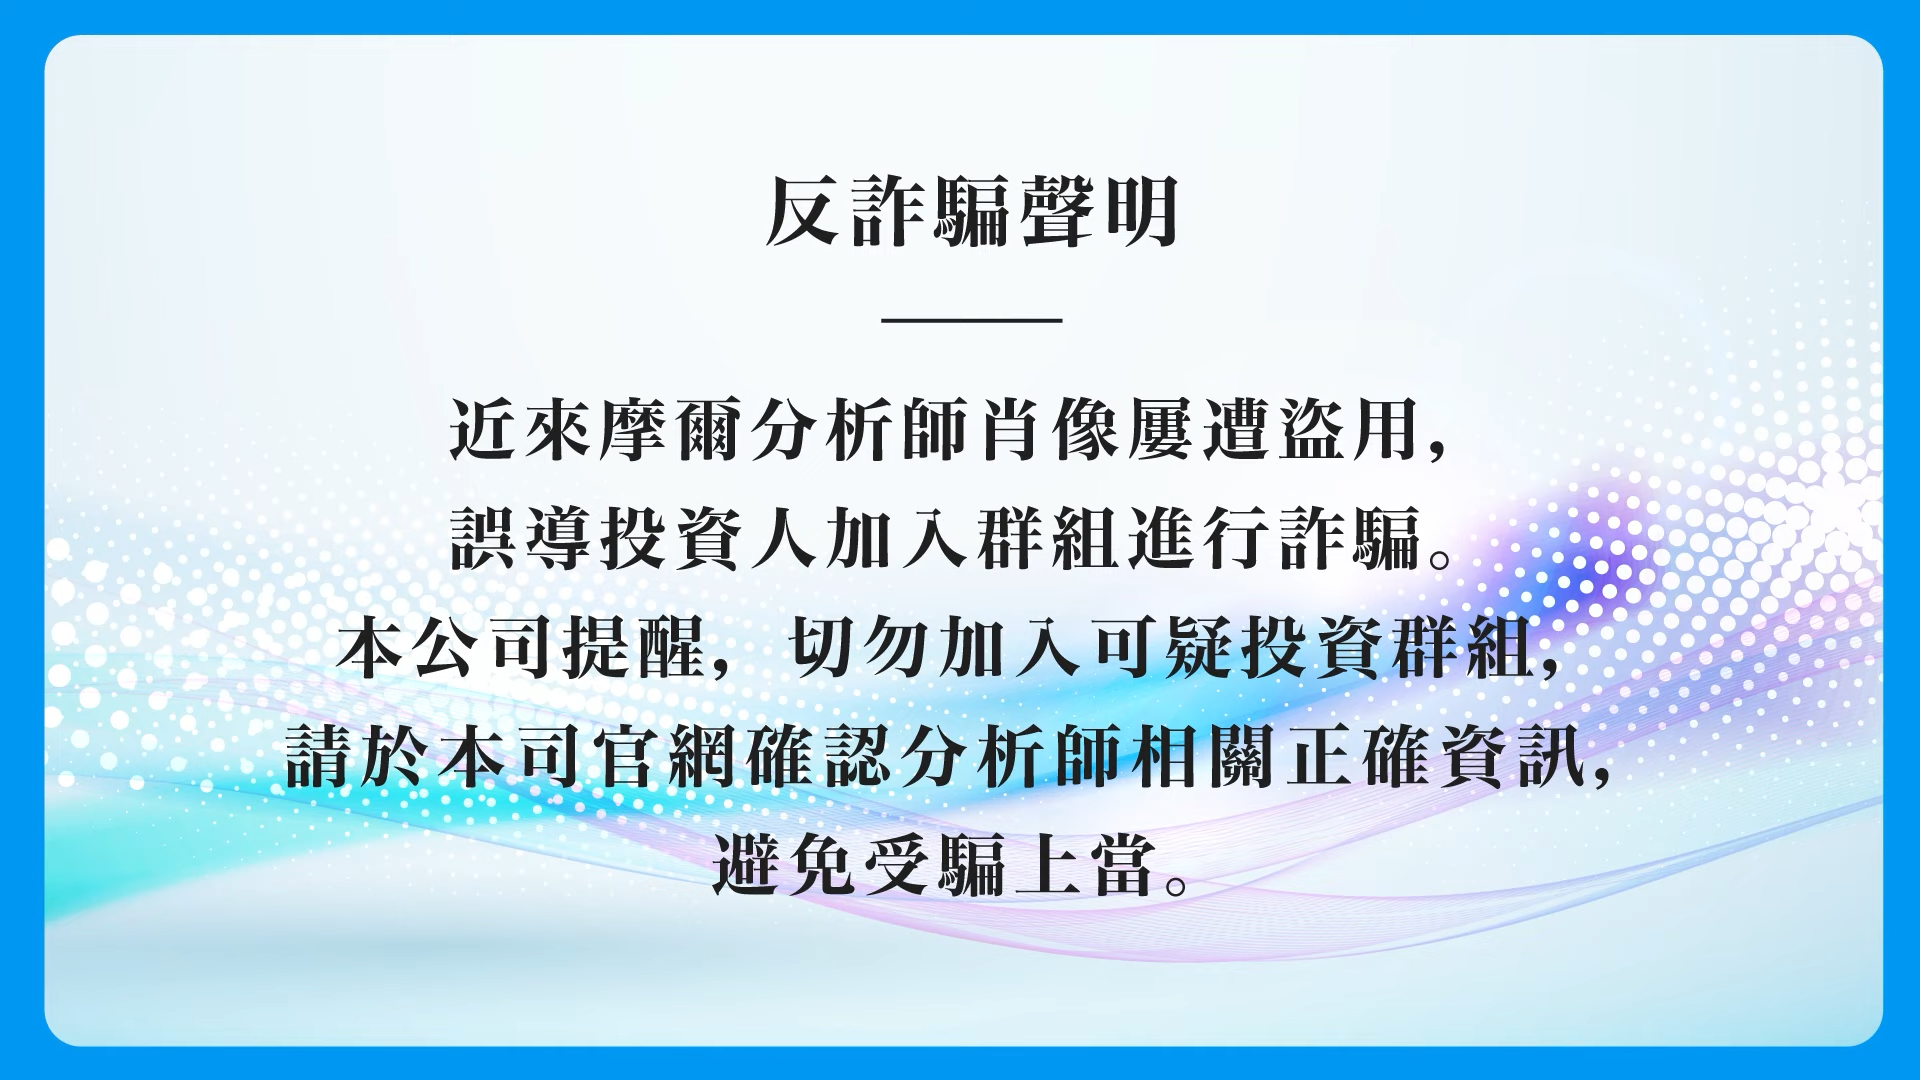 反詐騙聲明
近來摩爾分析師肖像屢遭盜用，
誤導投資人加入群組進行詐騙。
本公司提醒，切勿加入可疑投資群組，
請於本司官網確認分析師相關正確資訊，
避免受騙上當。